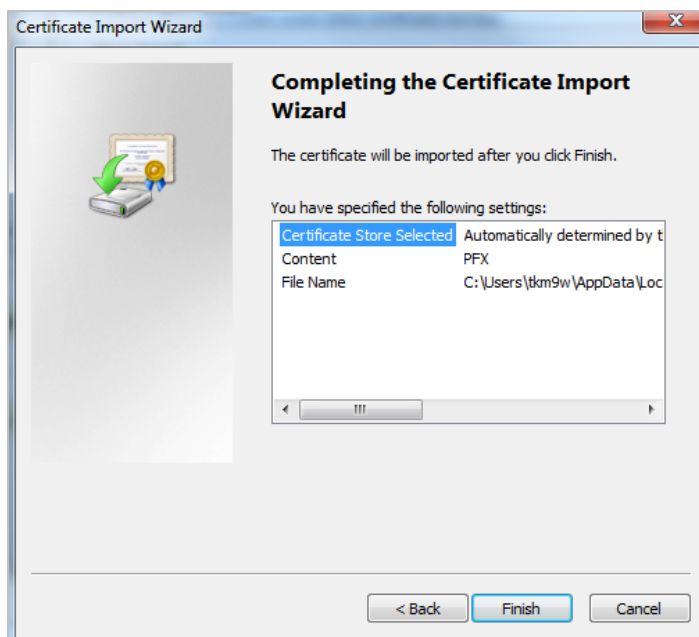 Certificate Import Wizard
Completing the Certificate Import
Wizard
The certificate will be imported after you click Finish.
You have specified the following settings:
Certificate Store Selected Automatically determined by t
Content PFX
File Name C:\Users\tkm9w\AppData\Loc
< Back Finish Cancel